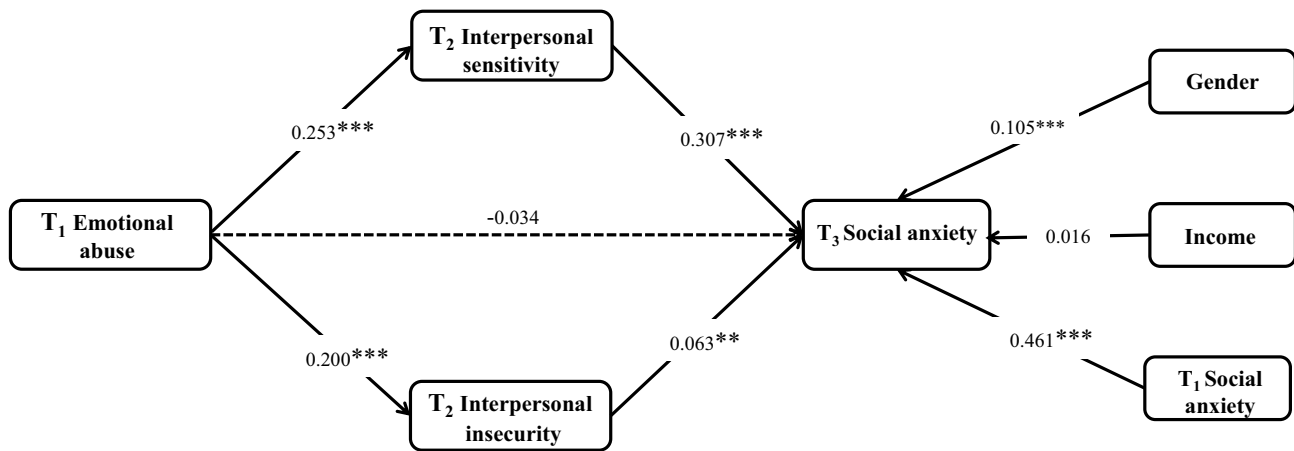 T₂ Interpersonal
sensitivity
Gender
0.253***
0.307***
0.105***
T₁ Emotional
abuse
-0.034
T₃ Social anxiety
0.016
Income
0.200***
0.063**
0.461***
T₂ Interpersonal
insecurity
T₁ Social
anxiety